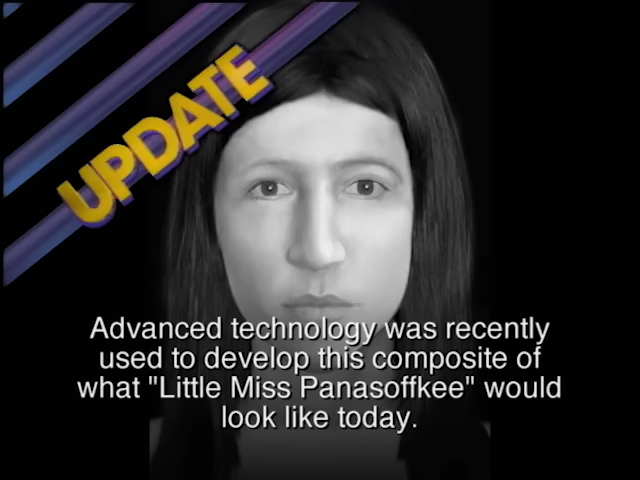 UPDATE
Advanced technology was recently
used to develop this composite of
what "Little Miss Panasoffkee" would
look like today.